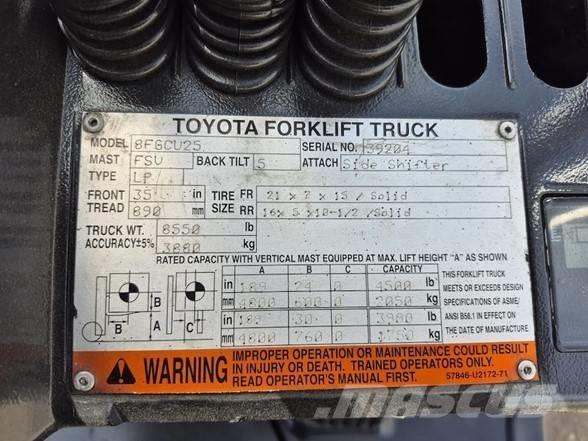 TOYOTA FORKLIFT TRUCK
MODEL 8FGCU25 SERIAL NO. 39204
MAST FSV BACK TILT 5 ATTACH Side Shifter
TYPE LP
FRONT TREAD 35 in 890 mm
TIRE SIZE FR 21 x 7 x 15 / Solid
RR 16x 5 x10-1/2 /Solid
TRUCK WT. 8550 lb
ACCURACY±5% 3880 kg
RATED CAPACITY WITH VERTICAL MAST EQUIPPED AT MAX. LIFT HEIGHT "A" AS SHOWN
A B C CAPACITY
in 189 24 0 4500 lb
mm 4800 600 0 2050 kg
in 189 30 0 lb
mm 4800 760 0 1750 kg
B A B C
THIS FORKLIFT TRUCK
MEETS OR EXCEEDS DESIGN
SPECIFICATIONS OF ASME/
ANSI B56.1 IN EFFECT ON
THE DATE OF MANUFACTURE.
WARNING
IMPROPER OPERATION OR MAINTENANCE COULD RESULT
IN INJURY OR DEATH. TRAINED OPERATORS ONLY.
READ OPERATOR'S MANUAL FIRST.
57846-U2172-71
MASCUS